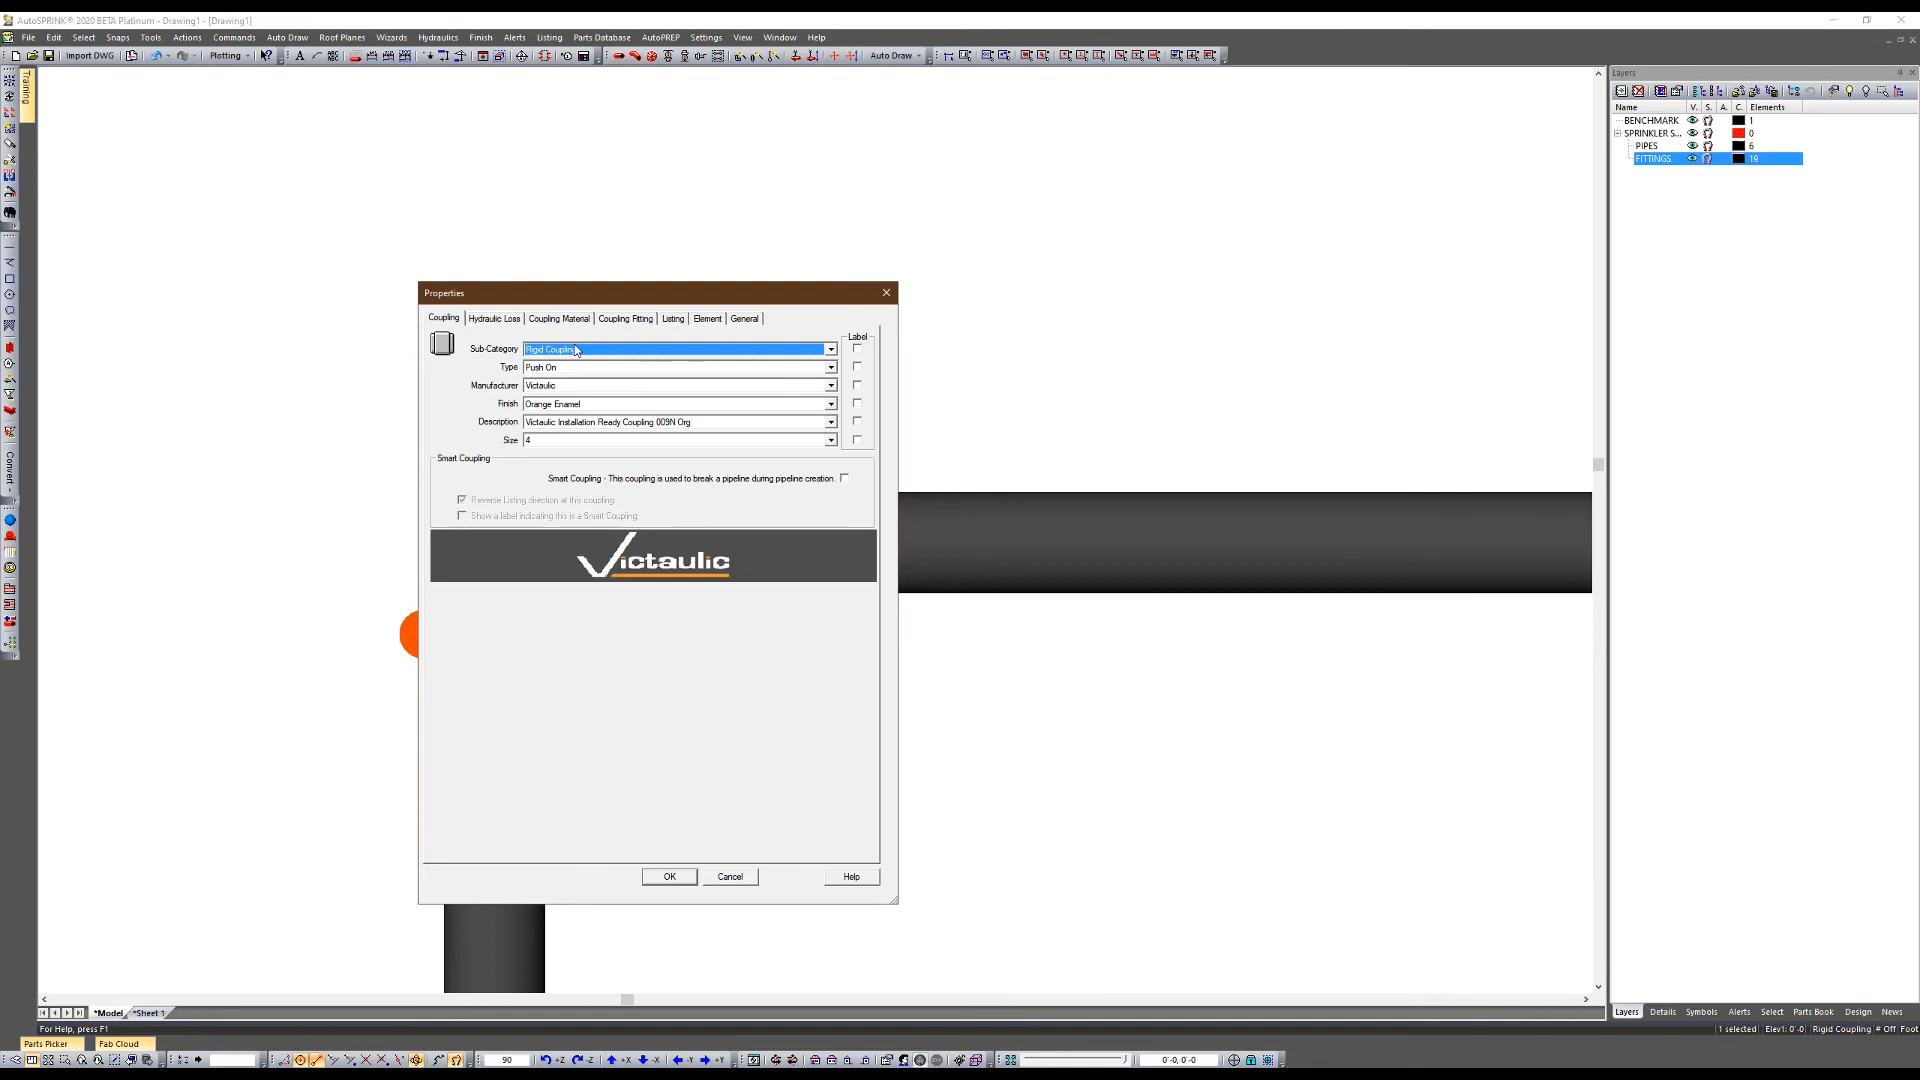 AutoSPRINK® 2020 BETA Platinum - Drawing1 - [Drawing1]
File Edit Select Snaps Tools Actions Commands Auto Draw Roof Planes Wizards Hydraulics Finish Alerts Listing Parts Database AutoPREP Settings View Window Help
Import DWG Plotting Auto Draw
Training
Convert
Layers
Name V. S. A. C. Elements
BENCHMARK 1
SPRINKLER S... 0
PIPES 6
FITTINGS 19
Properties
Coupling Hydraulic Loss Coupling Material Coupling Fitting Listing Element General
Label
Sub-Category Rigid Coupling
Type Push On
Manufacturer Victaulic
Finish Orange Enamel
Description Victaulic Installation Ready Coupling 009N Org
Size 4
Smart Coupling
Smart Coupling - This coupling is used to break a pipeline during pipeline creation.
Reverse Listing direction at this coupling.
Show a label indicating this is a Smart Coupling
Victaulic
OK Cancel Help
*Model *Sheet 1
Layers Details Symbols Alerts Select Parts Book Design News
For Help, press F1
1 selected Elev1: 0'-0 Rigid Coupling # Off Foot
Parts Picker Fab Cloud
90 +Z -Z +X -X -Y +Y 0'-0, 0'-0